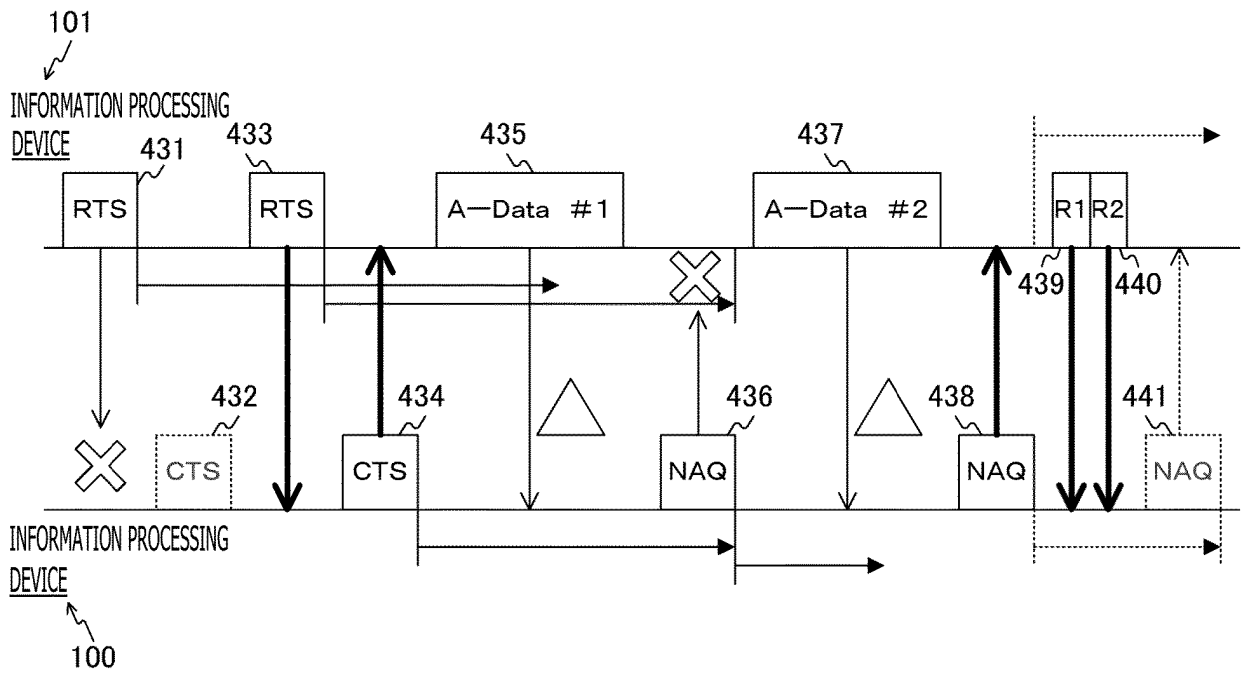 101
INFORMATION PROCESSING
DEVICE
431
433
435
437
RTS
RTS
A-Data #1
A-Data #2
R1
R2
439
440
432
434
436
438
441
CTS
CTS
NAQ
NAQ
NAQ
INFORMATION PROCESSING
DEVICE
100